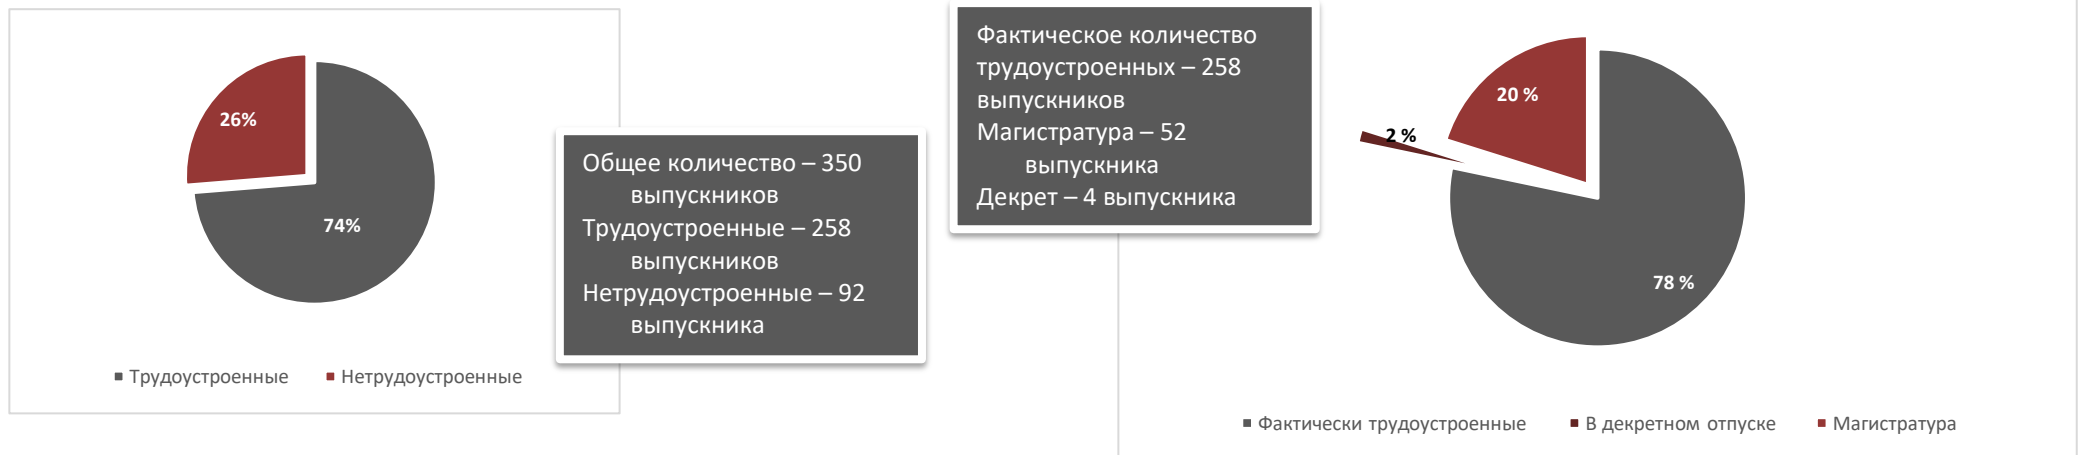 26%
74%
Трудоустроенные
Нетрудоустроенные
Общее количество – 350
выпускников
Трудоустроенные – 258
выпускников
Нетрудоустроенные – 92
выпускника
Фактическое количество
трудоустроенных – 258
выпускников
Магистратура – 52
выпускника
Декрет – 4 выпускника
20 %
2 %
78 %
Фактически трудоустроенные
В декретном отпуске
Магистратура